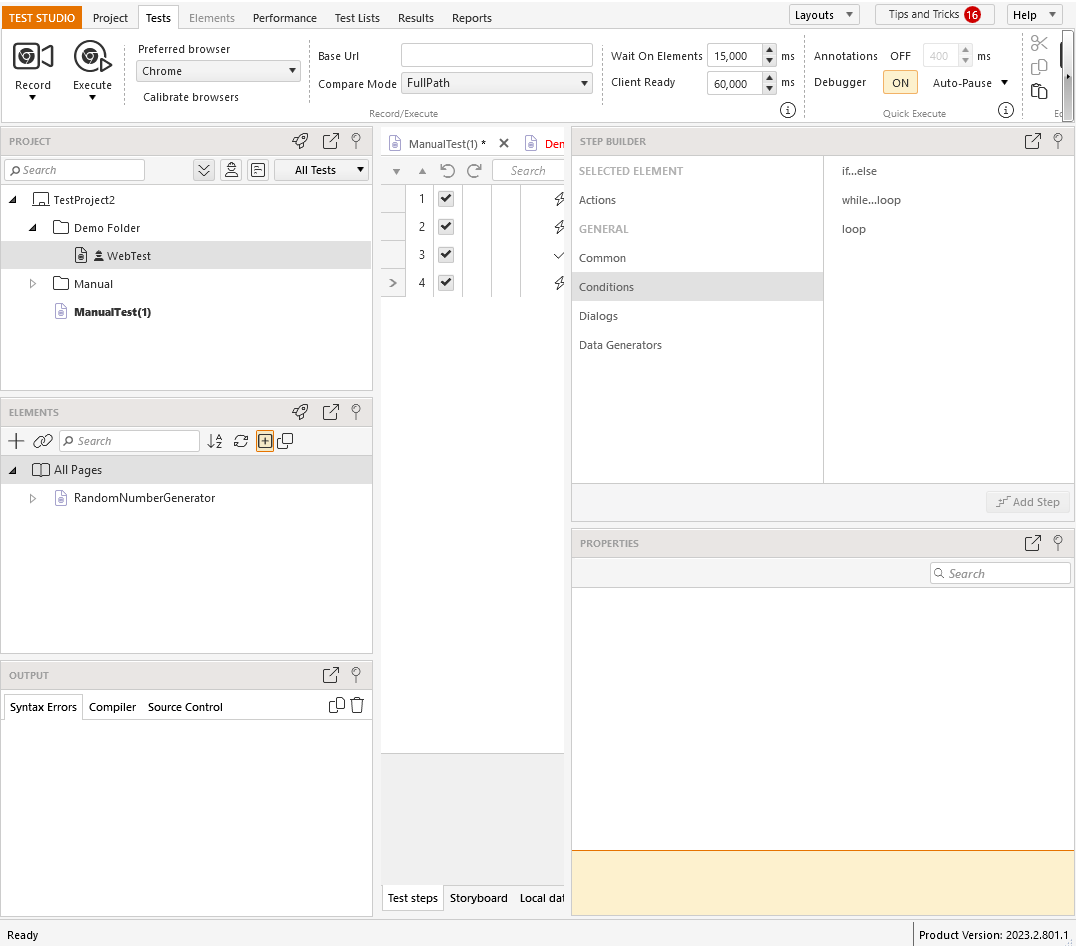 TEST STUDIO Project Tests Elements Performance Test Lists Results Reports Layouts Tips and Tricks 16 Help
Record
Execute
Preferred browser
Chrome
Calibrate browsers
Base Url
Compare Mode FullPath
Record/Execute
Wait On Elements 15,000 ms
Client Ready 60,000 ms
Annotations OFF 400 ms
Debugger ON Auto-Pause
Quick Execute
PROJECT
Search
All Tests
TestProject2
Demo Folder
WebTest
Manual
ManualTest(1)
ELEMENTS
Search
All Pages
RandomNumberGenerator
OUTPUT
Syntax Errors Compiler Source Control
ManualTest(1) *
Search
1
2
3
4
Test steps Storyboard Local dat
STEP BUILDER
SELECTED ELEMENT
Actions
GENERAL
Common
Conditions
Dialogs
Data Generators
if...else
while...loop
loop
Add Step
PROPERTIES
Search
Ready
Product Version: 2023.2.801.1